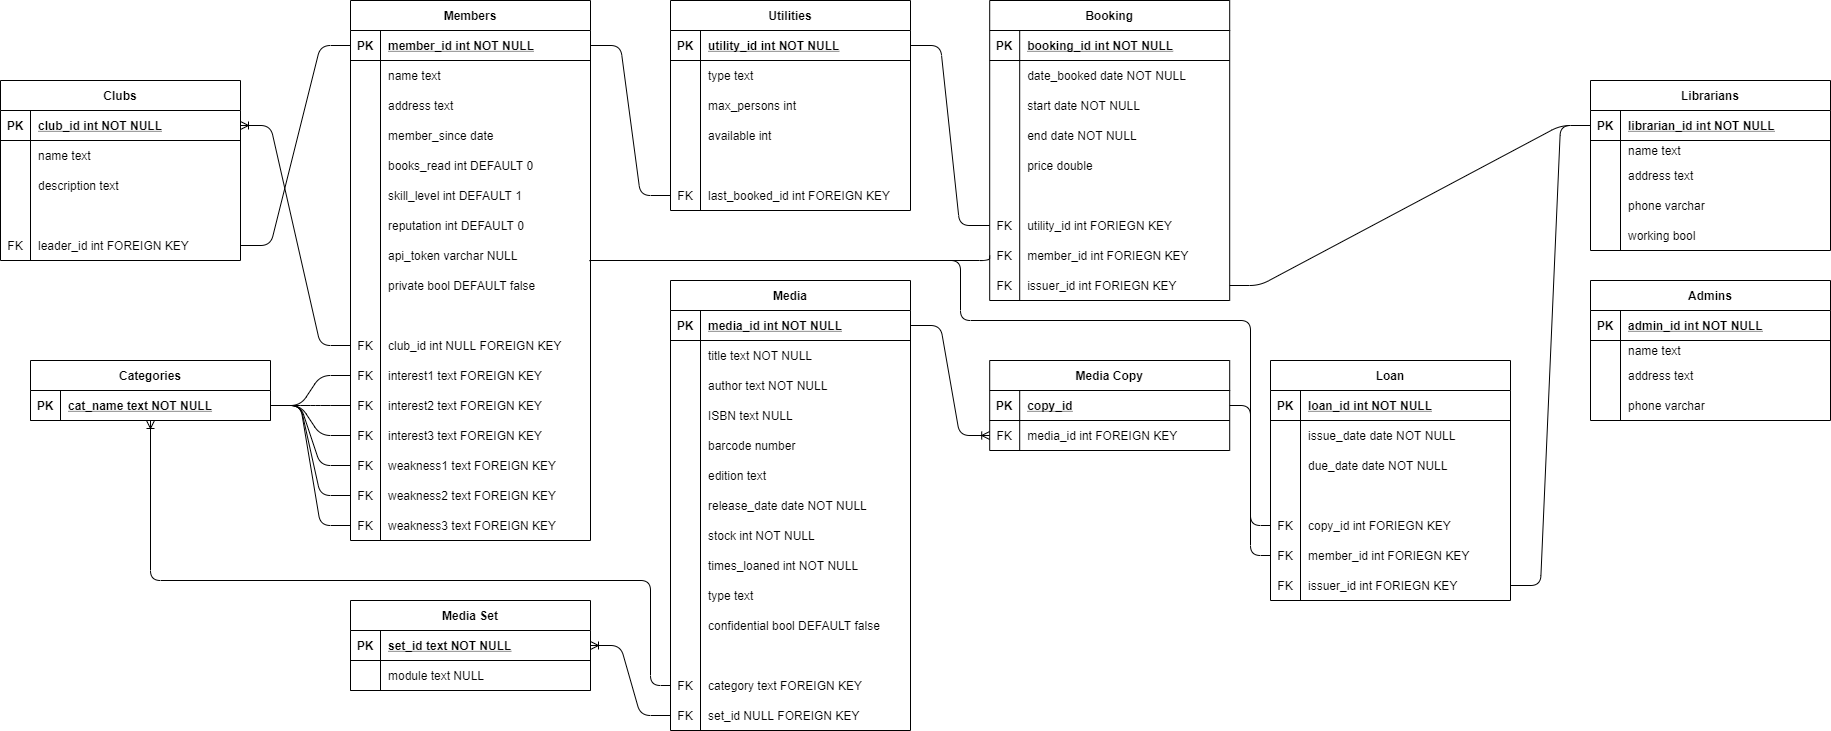 Members
PK member_id int NOT NULL
name text
address text
member_since date
books_read int DEFAULT 0
skill_level int DEFAULT 1
reputation int DEFAULT 0
api_token varchar NULL
private bool DEFAULT false
FK club_id int NULL FOREIGN KEY
FK interest1 text FOREIGN KEY
FK interest2 text FOREIGN KEY
FK interest3 text FOREIGN KEY
FK weakness1 text FOREIGN KEY
FK weakness2 text FOREIGN KEY
FK weakness3 text FOREIGN KEY
Utilities
PK utility_id int NOT NULL
type text
max_persons int
available int
FK last_booked_id int FOREIGN KEY
Booking
PK booking_id int NOT NULL
date_booked date NOT NULL
start date NOT NULL
end date NOT NULL
price double
FK utility_id int FORIEGN KEY
FK member_id int FORIEGN KEY
FK issuer_id int FORIEGN KEY
Clubs
PK club_id int NOT NULL
name text
description text
FK leader_id int FOREIGN KEY
Librarians
PK librarian_id int NOT NULL
name text
address text
phone varchar
working bool
Media
PK media_id int NOT NULL
title text NOT NULL
author text NOT NULL
ISBN text NULL
barcode number
edition text
release_date date NOT NULL
stock int NOT NULL
times_loaned int NOT NULL
type text
confidential bool DEFAULT false
FK category text FOREIGN KEY
FK set_id NULL FOREIGN KEY
Admins
PK admin_id int NOT NULL
name text
address text
phone varchar
Categories
PK cat_name text NOT NULL
Media Copy
PK copy_id
FK media_id int FOREIGN KEY
Loan
PK loan_id int NOT NULL
issue_date date NOT NULL
due_date date NOT NULL
FK copy_id int FORIEGN KEY
FK member_id int FORIEGN KEY
FK issuer_id int FORIEGN KEY
Media Set
PK set_id text NOT NULL
module text NULL